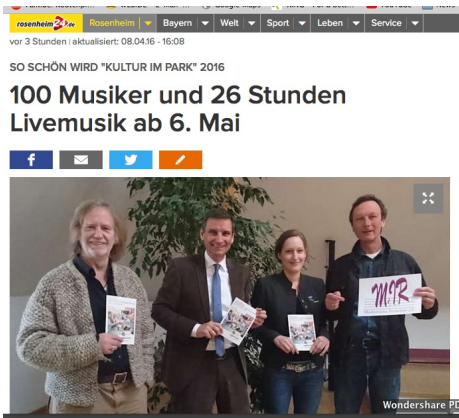 rosenheim24.de Rosenheim Bayern Welt Sport Leben Service
vor 3 Stunden | aktualisiert: 08.04.16 - 16:08
SO SCHÖN WIRD "KULTUR IM PARK" 2016
100 Musiker und 26 Stunden
Livemusik ab 6. Mai
MIR
Wondershare PD